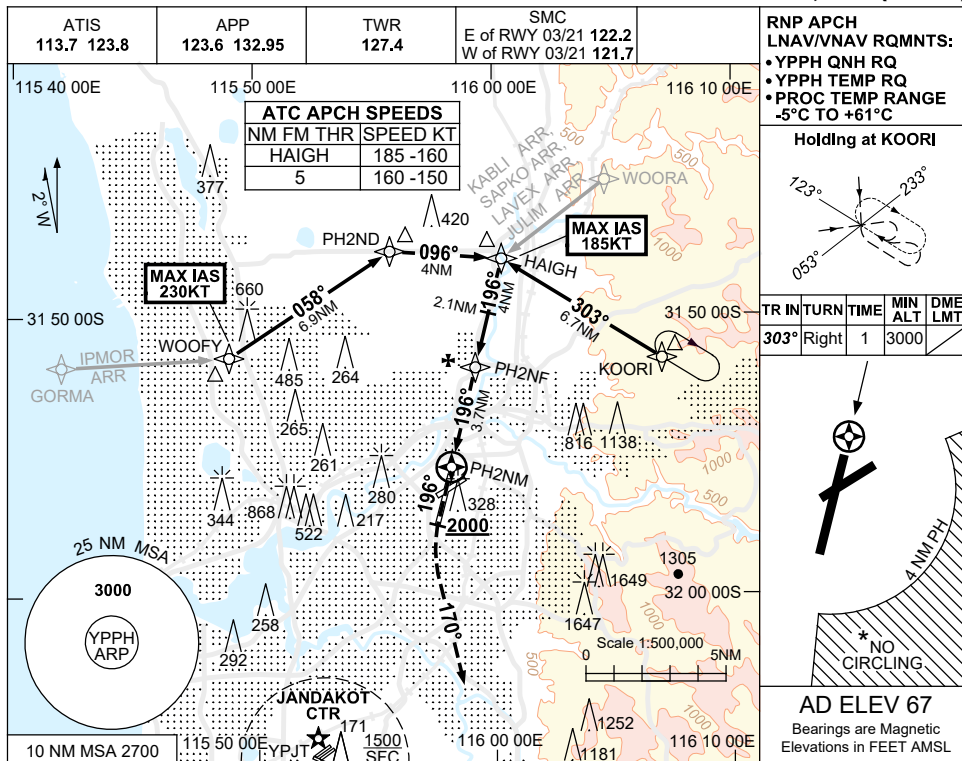 ATIS
113.7 123.8
APP
123.6 132.95
TWR
127.4
SMC
E of RWY 03/21 122.2
W of RWY 03/21 121.7
RNP APCH
LNAV/VNAV RQMNTS:
• YPPH QNH RQ
• YPPH TEMP RQ
• PROC TEMP RANGE
-5°C TO +61°C
115 40 00E
115 50 00E
116 00 00E
116 10 00E
ATC APCH SPEEDS
NM FM THR SPEED KT
HAIGH 185 -160
5 160 -150
2°W
377
420
KABLI ARR,
SAPKO ARR,
LAVEX ARR,
JULIM ARR
500
500
WOORA
1000
PH2ND
096°
4NM
MAX IAS
185KT
HAIGH
MAX IAS
230KT
660
058°
6.9NM
2.1NM
196°
4NM
303°
6.7NM
31 50 00S
31 50 00S
WOOFY
IPMOR
ARR
GORMA
485
264
PH2NF
KOORI
265
196°
3.7NM
261
816
1138
1000
280
PH2NM
344
868
522
217
196°
328
500
2000
25 NM MSA
3000
YPPH
ARP
258
292
170°
1305
1649
1647
32 00 00S
1000
Scale 1:500,000
0 5NM
500
JANDAKOT
CTR
171
YPJT
1500
SFC
1252
1181
1000
10 NM MSA 2700
115 50 00E
116 00 00E
116 10 00E
Holding at KOORI
123°
233°
053°
TR IN TURN TIME MIN ALT DME LMT
303° Right 1 3000
4 NM PH
*NO
CIRCLING
AD ELEV 67
Bearings are Magnetic
Elevations in FEET AMSL